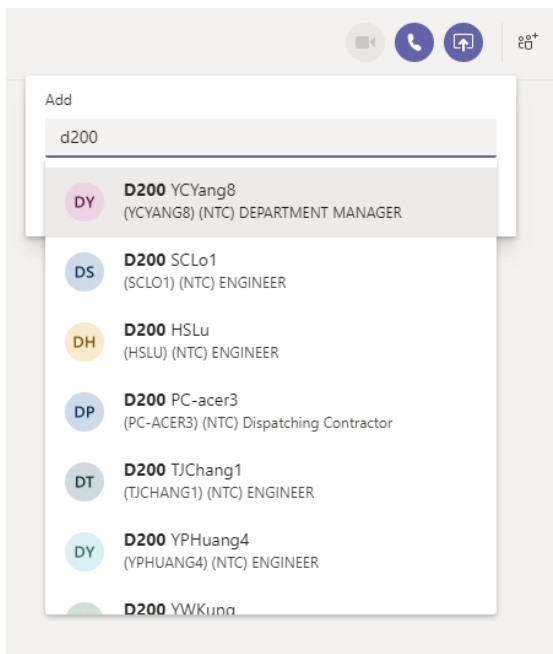 Add
d200
DY
D200 YCYang8
(YCYANG8) (NTC) DEPARTMENT MANAGER
DS
D200 SCLo1
(SCLO1) (NTC) ENGINEER
DH
D200 HSLu
(HSLU) (NTC) ENGINEER
DP
D200 PC-acer3
(PC-ACER3) (NTC) Dispatching Contractor
DT
D200 TJChang1
(TJCHANG1) (NTC) ENGINEER
DY
D200 YPHuang4
(YPHUANG4) (NTC) ENGINEER
D200 YWKung